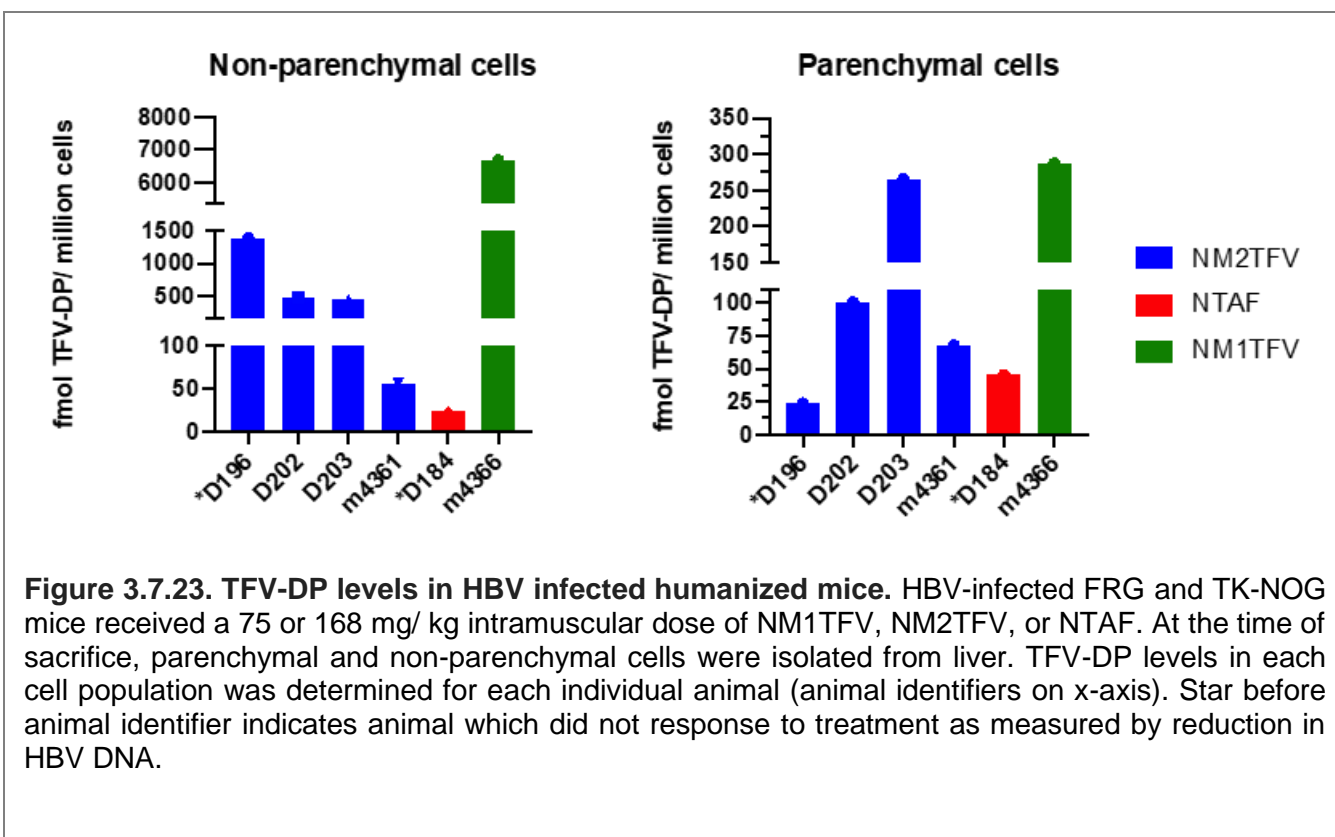 Non-parenchymal cells
fmol TFV-DP/ million cells
8000
7000
6000
1500
1000
500
100
50
0
*D196
D202
D203
m4361
*D184
m4366
Parenchymal cells
fmol TFV-DP/ million cells
350
300
250
200
150
100
75
50
25
0
*D196
D202
D203
m4361
*D184
m4366
NM2TFV
NTAF
NM1TFV
Figure 3.7.23. TFV-DP levels in HBV infected humanized mice. HBV-infected FRG and TK-NOG
mice received a 75 or 168 mg/ kg intramuscular dose of NM1TFV, NM2TFV, or NTAF. At the time of
sacrifice, parenchymal and non-parenchymal cells were isolated from liver. TFV-DP levels in each
cell population was determined for each individual animal (animal identifiers on x-axis). Star before
animal identifier indicates animal which did not response to treatment as measured by reduction in
HBV DNA.